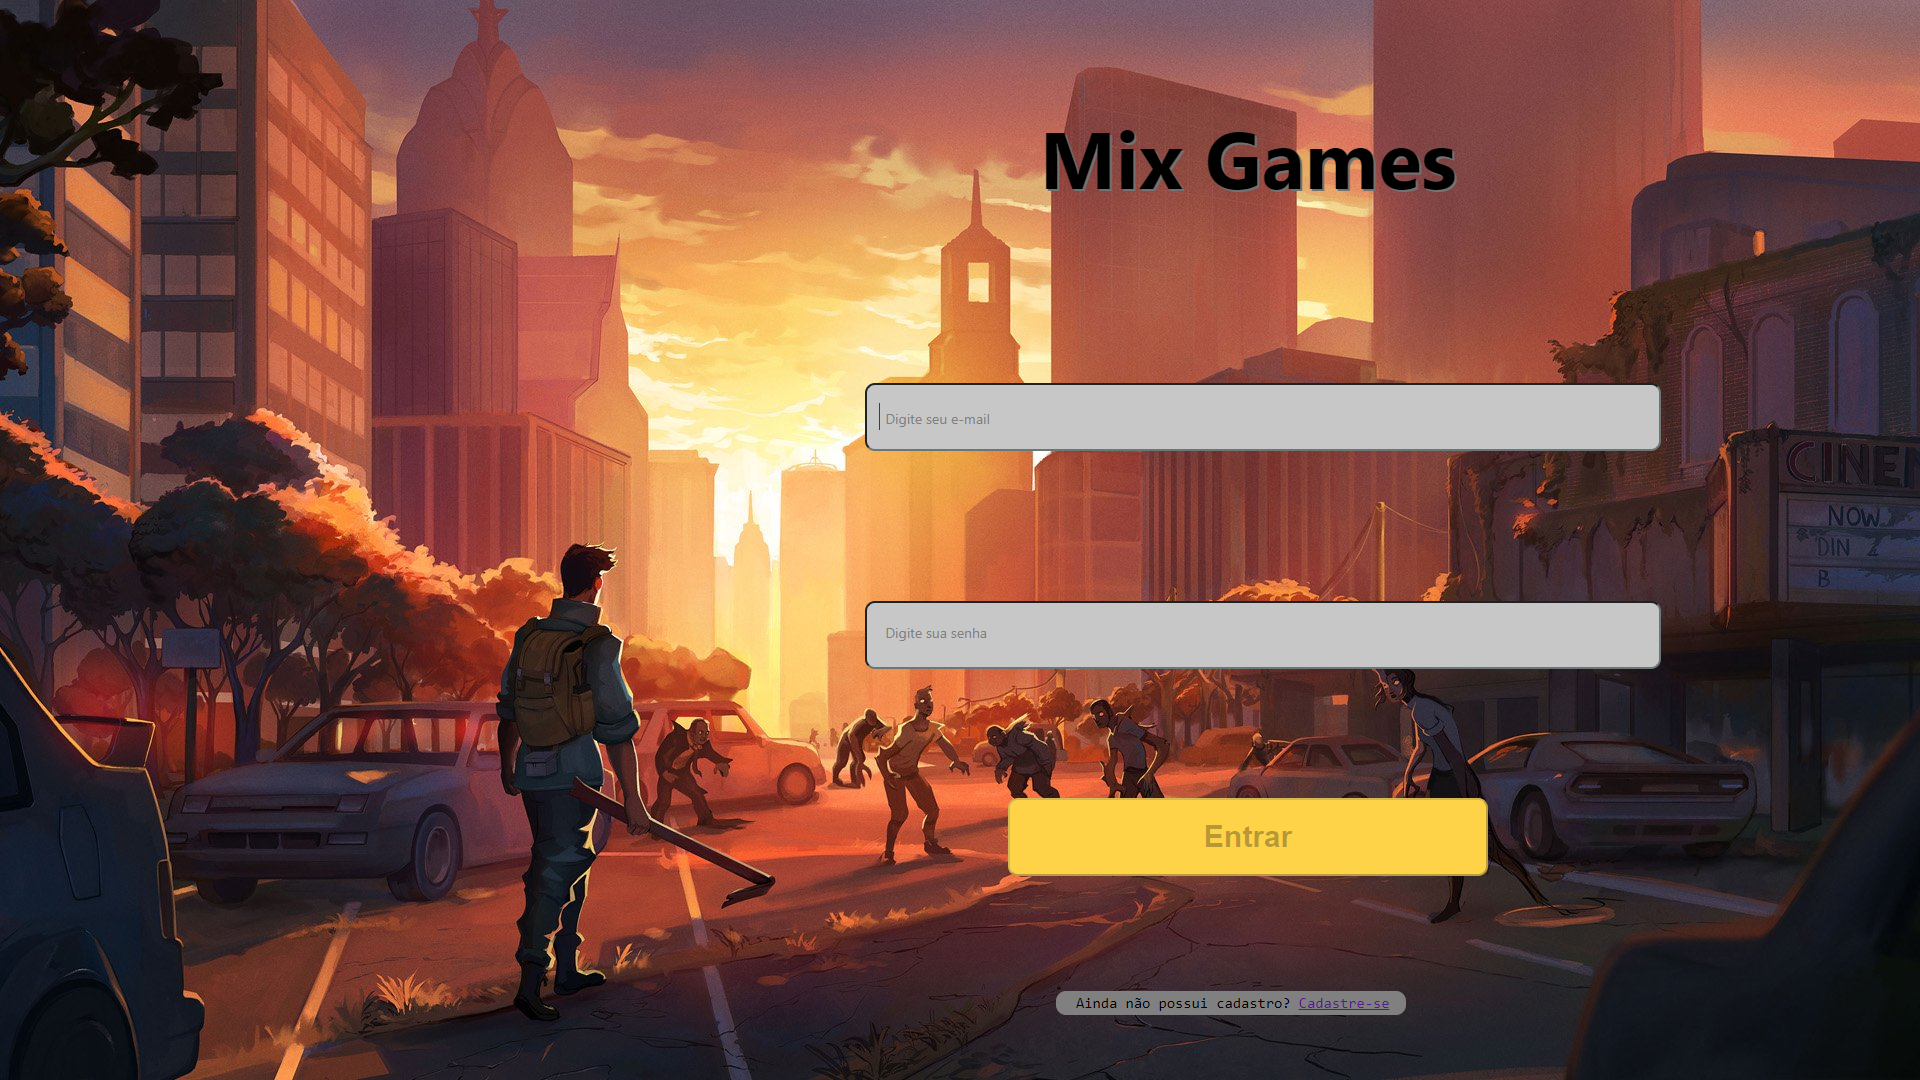 Mix Games
Digite seu e-mail
CINE
NOW
DIN
B
Digite sua senha
Entrar
Ainda não possui cadastro? Cadastre-se